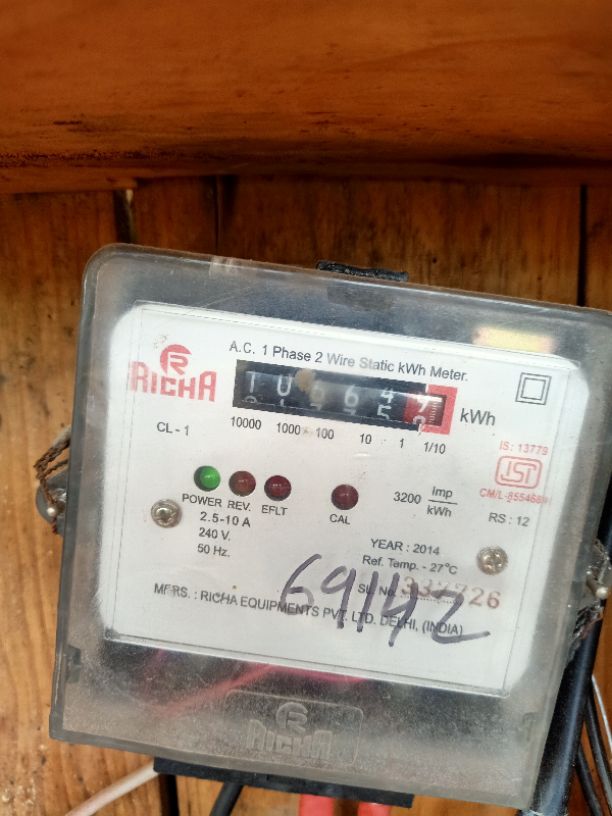 A.C. 1 Phase 2 Wire Static kWh Meter.
RICHA
kWh
10000 1000 100 10 1 1/10
CL - 1
IS : 13779
ISI
POWER REV. EFLT
CAL
3200 Imp/kWh
RS : 12
2.5-10 A
240 V.
50 Hz.
YEAR : 2014
Ref. Temp. - 27°C
SL. No.
69142
MFRS. : RICHA EQUIPMENTS PVT. LTD. DELHI, (INDIA)
RICHA